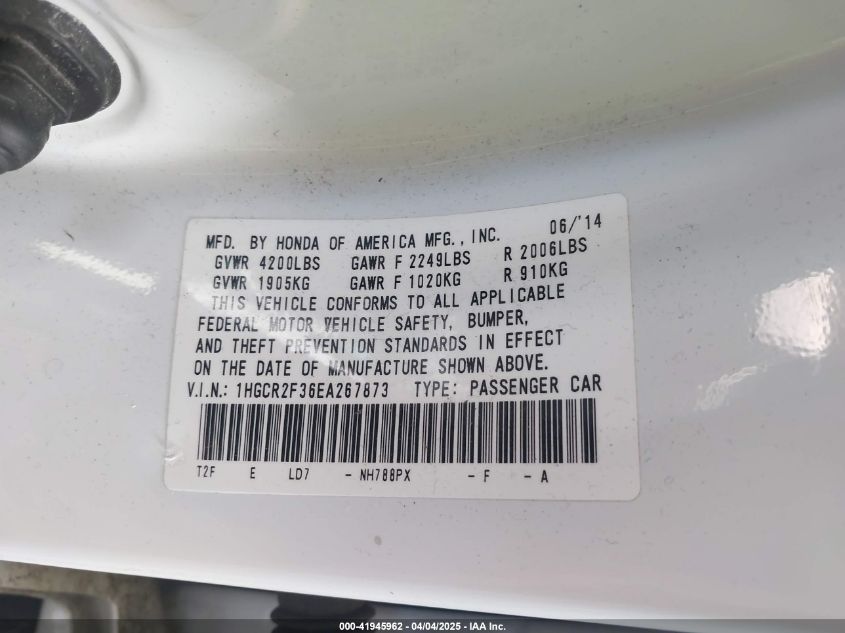 MFD. BY HONDA OF AMERICA MFG., INC. 06/'14
GVWR 4200LBS GAWR F 2249LBS R 2006LBS
GVWR 1905KG GAWR F 1020KG R 910KG
THIS VEHICLE CONFORMS TO ALL APPLICABLE
FEDERAL MOTOR VEHICLE SAFETY, BUMPER,
AND THEFT PREVENTION STANDARDS IN EFFECT
ON THE DATE OF MANUFACTURE SHOWN ABOVE.
V.I.N.: 1HGCR2F36EA267873 TYPE: PASSENGER CAR
T2F E LD7 - NH788PX - F - A
000-41945962 - 04/04/2025 - IAA Inc.